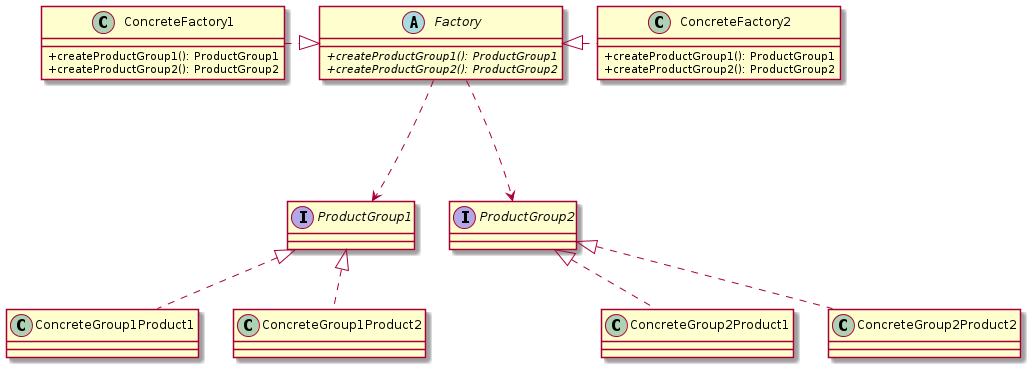 C ConcreteFactory1
+createProductGroup1(): ProductGroup1
+createProductGroup2(): ProductGroup2
A Factory
+createProductGroup1(): ProductGroup1
+createProductGroup2(): ProductGroup2
C ConcreteFactory2
+createProductGroup1(): ProductGroup1
+createProductGroup2(): ProductGroup2
I ProductGroup1
I ProductGroup2
C ConcreteGroup1Product1
C ConcreteGroup1Product2
C ConcreteGroup2Product1
C ConcreteGroup2Product2